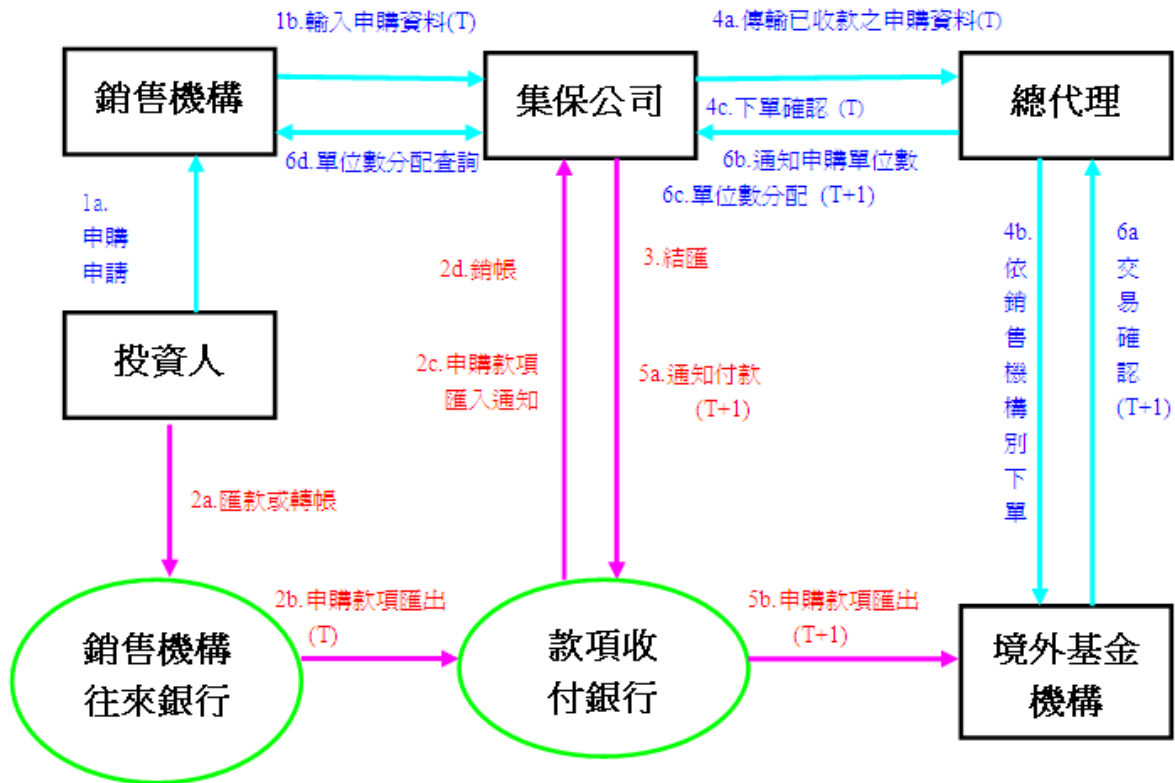 1b.輸入申購資料(T)
4a.傳輸已收款之申購資料(T)
銷售機構
集保公司
總代理
4c.下單確認 (T)
6d.單位數分配查詢
6b.通知申購單位數
6c.單位數分配 (T+1)
1a.
申購
申請
2d.銷帳
3.結匯
4b.
依
銷
售
機
構
別
下
單
6a
交
易
確
認
(T+1)
投資人
2c.申購款項
匯入通知
5a.通知付款
(T+1)
2a.匯款或轉帳
2b.申購款項匯出
(T)
5b.申購款項匯出
(T+1)
銷售機構
往來銀行
款項收
付銀行
境外基金
機構